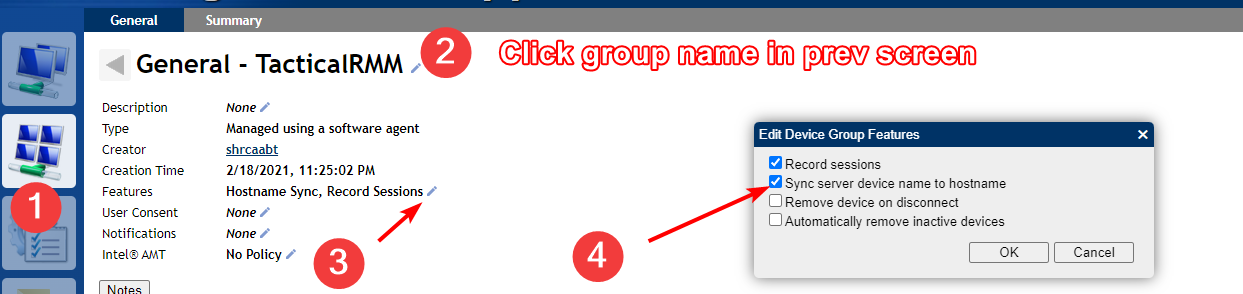 General Summary
General - TacticalRMM
2
Click group name in prev screen
Description None
Type Managed using a software agent
Creator shrcaabt
Creation Time 2/18/2021, 11:25:02 PM
Features Hostname Sync, Record Sessions
User Consent None
Notifications None
Intel® AMT No Policy
Notes
1
3
4
Edit Device Group Features
Record sessions
Sync server device name to hostname
Remove device on disconnect
Automatically remove inactive devices
OK Cancel